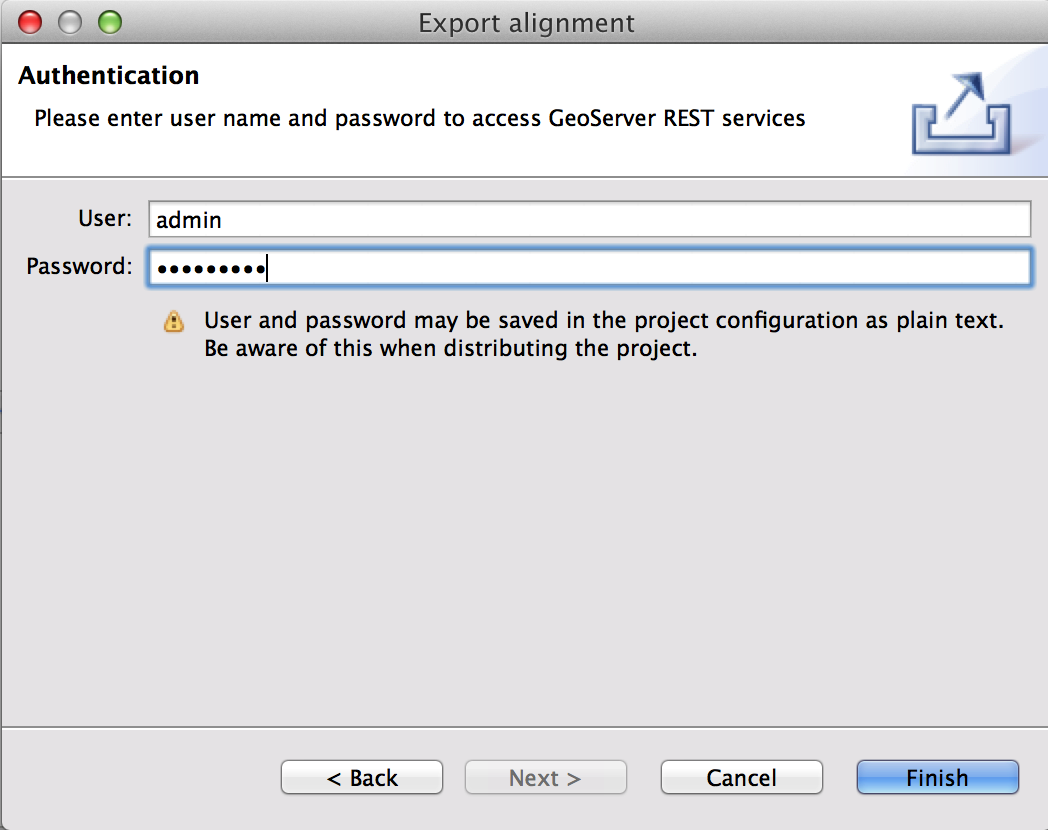 Export alignment
Authentication
Please enter user name and password to access GeoServer REST services
User: admin
Password: •••••••••
User and password may be saved in the project configuration as plain text.
Be aware of this when distributing the project.
< Back Next > Cancel Finish